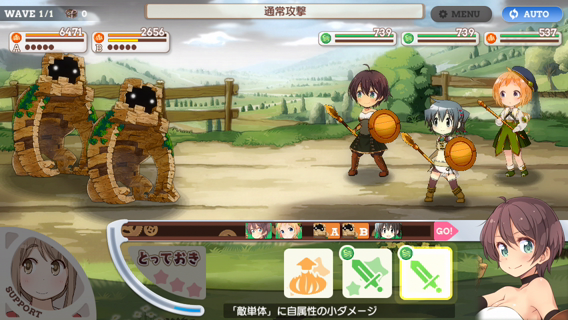 WAVE 1/1
0
通常攻撃
MENU
AUTO
6471
A
2656
B
739
739
537
A
B
GO!
SUPPORT
とっておき
「敵単体」に自属性の小ダメージ